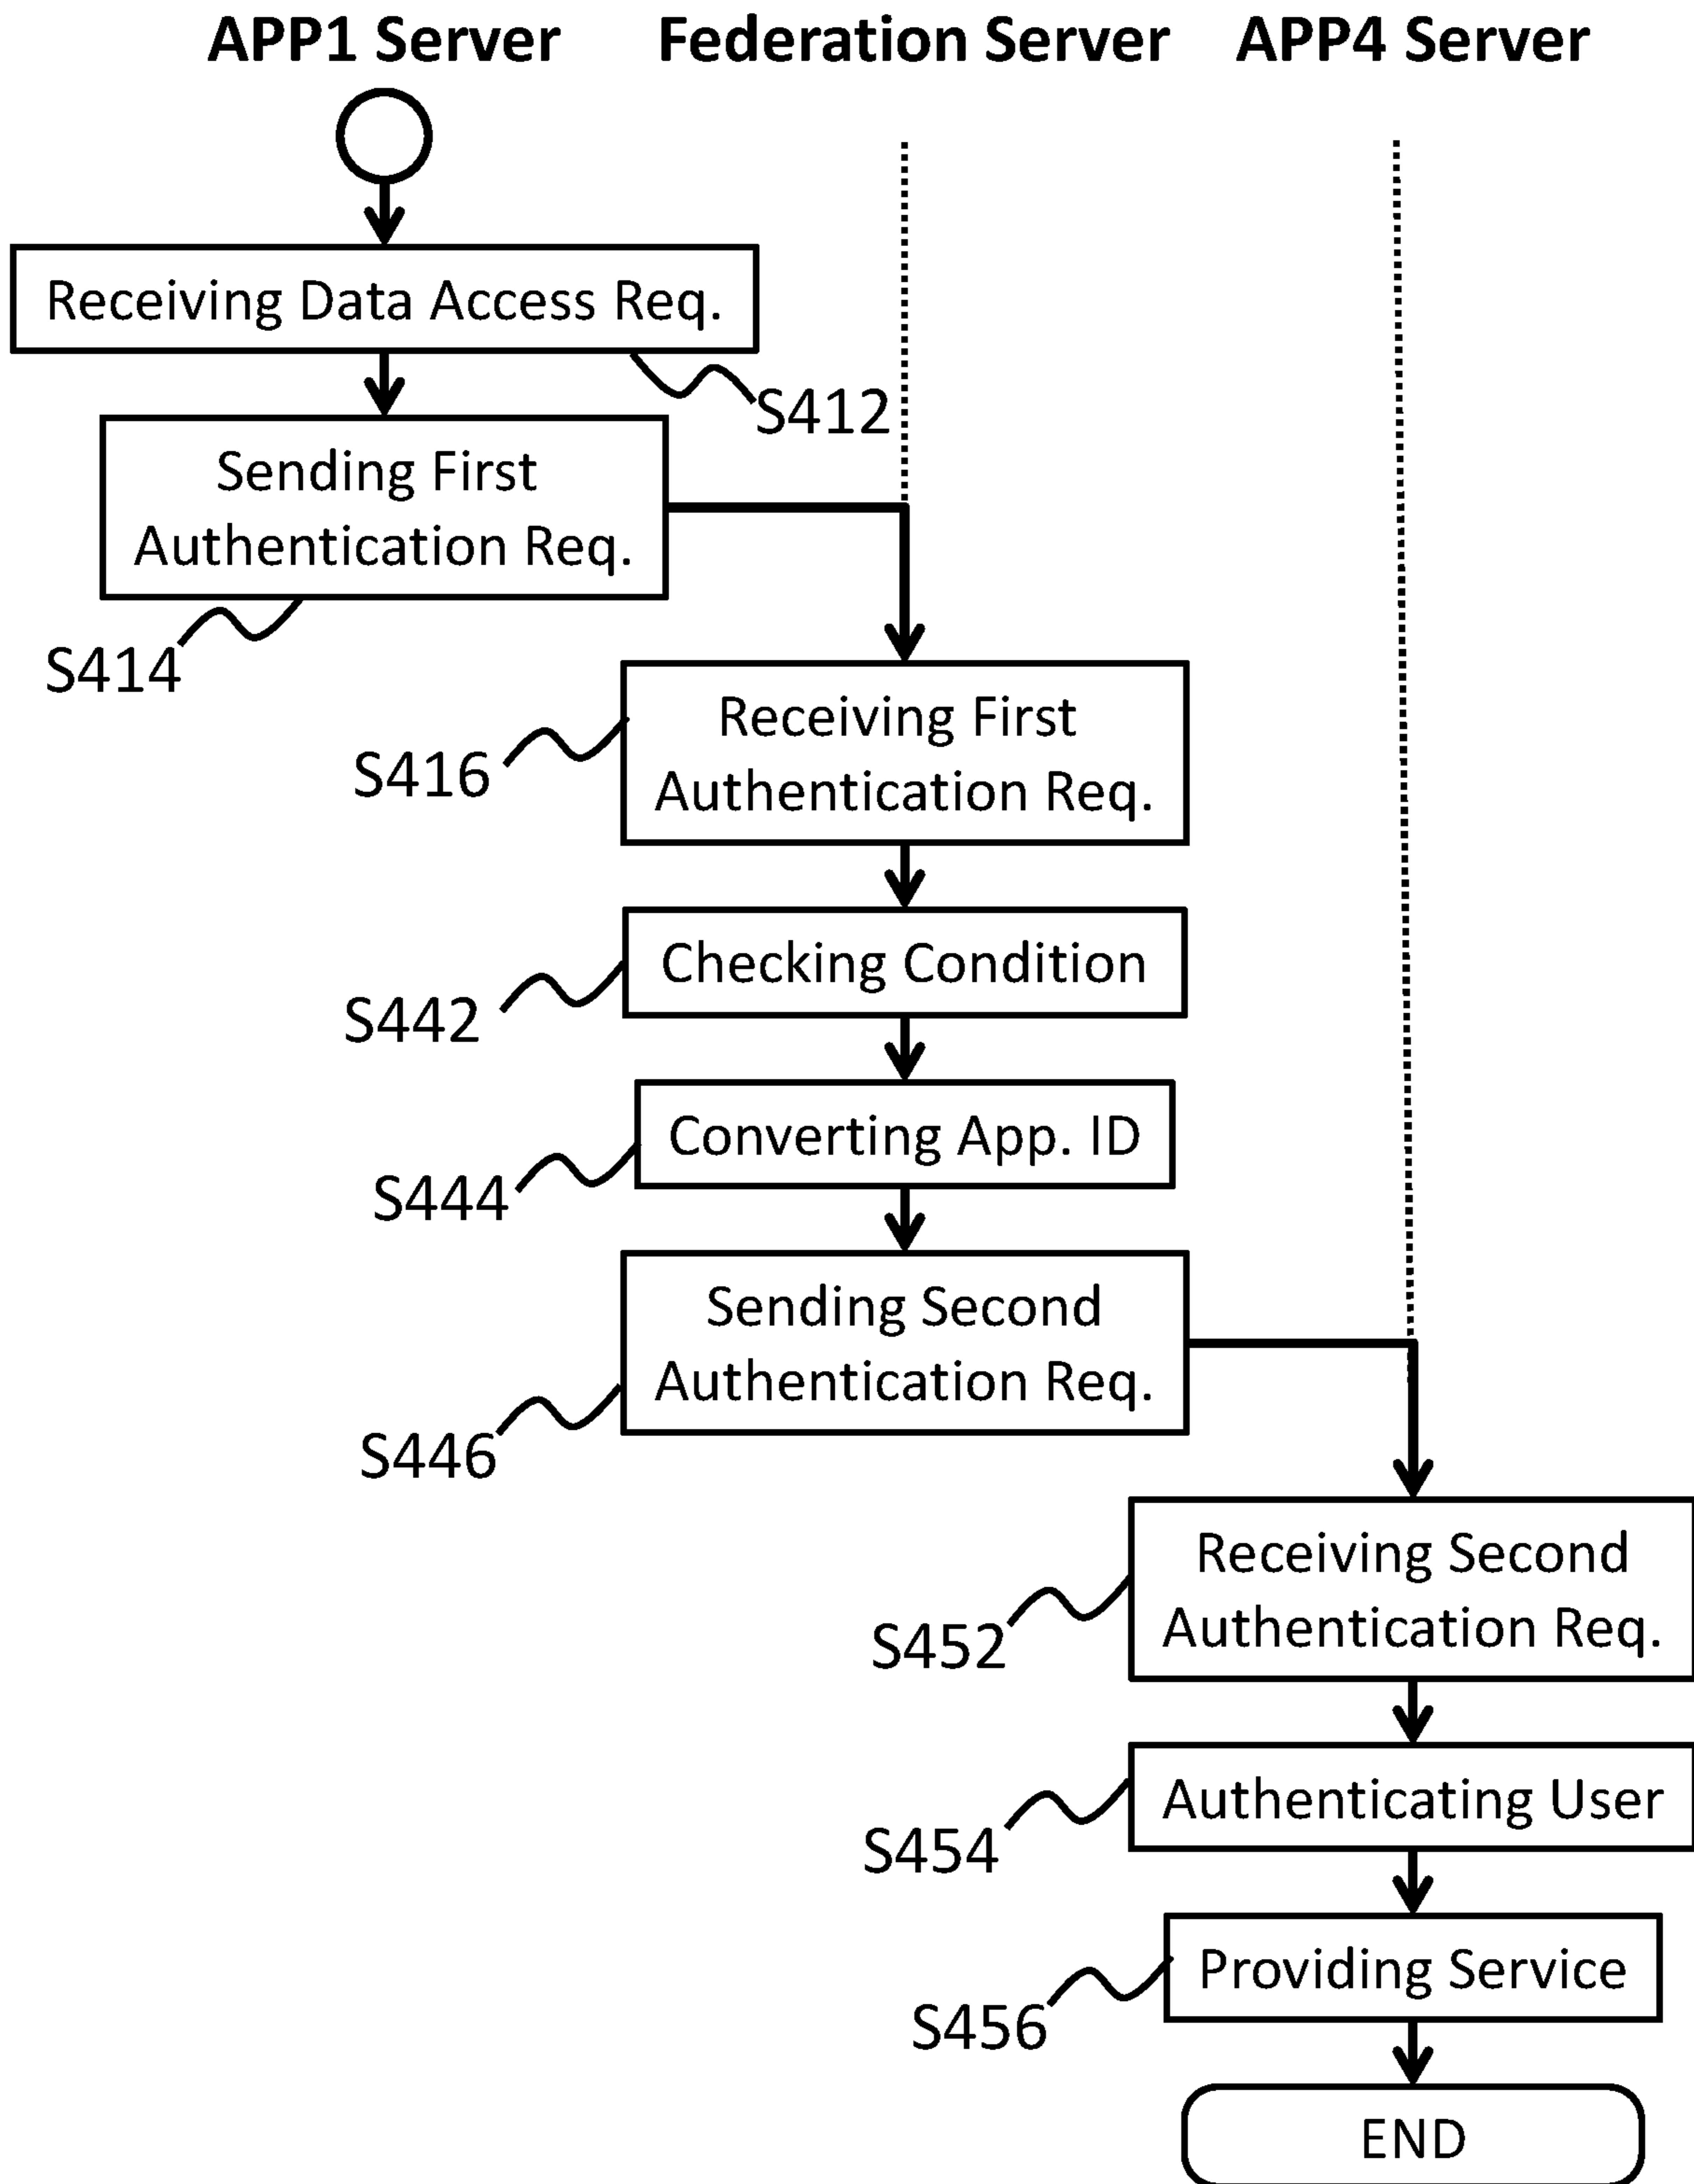 APP1 Server Federation Server APP4 Server
Receiving Data Access Req.
S412
Sending First
Authentication Req.
S414
Receiving First
Authentication Req.
S416
Checking Condition
S442
Converting App. ID
S444
Sending Second
Authentication Req.
S446
Receiving Second
Authentication Req.
S452
Authenticating User
S454
Providing Service
S456
END